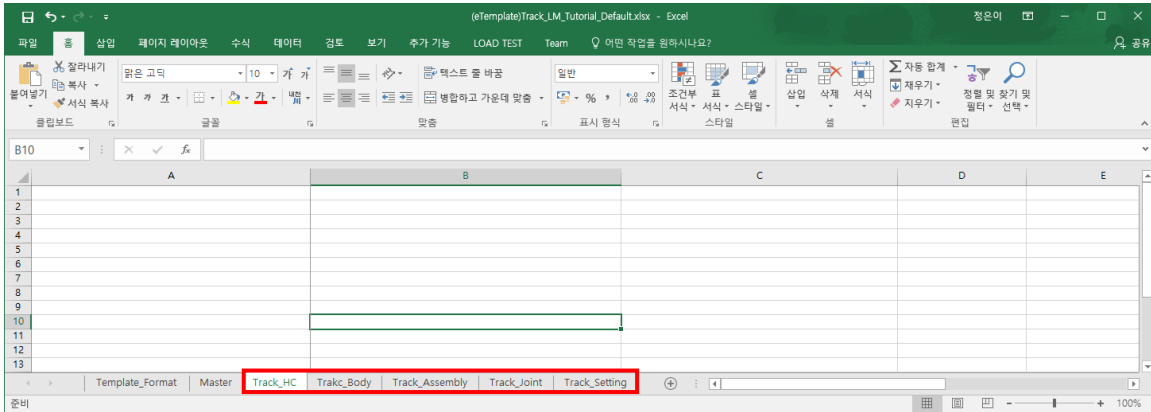 (eTemplate)Track_LM_Tutorial_Default.xlsx - Excel 정은이
파일 홈 삽입 페이지 레이아웃 수식 데이터 검토 보기 추가 기능 LOAD TEST Team 어떤 작업을 원하시나요? 공유
잘라내기
복사
서식 복사
붙여넣기
클립보드
맑은 고딕 10 가 가
가 가 가 가 내천
글꼴
텍스트 줄 바꿈
병합하고 가운데 맞춤
맞춤
일반
% ,
표시 형식
조건부 서식
표 서식
셀 스타일
스타일
삽입 삭제 서식
셀
자동 합계
채우기
지우기
정렬 및 필터
찾기 및 선택
편집
B10 fx
A B C D E
1
2
3
4
5
6
7
8
9
10
11
12
13
Template_Format Master Track_HC Trakc_Body Track_Assembly Track_Joint Track_Setting
준비 100%